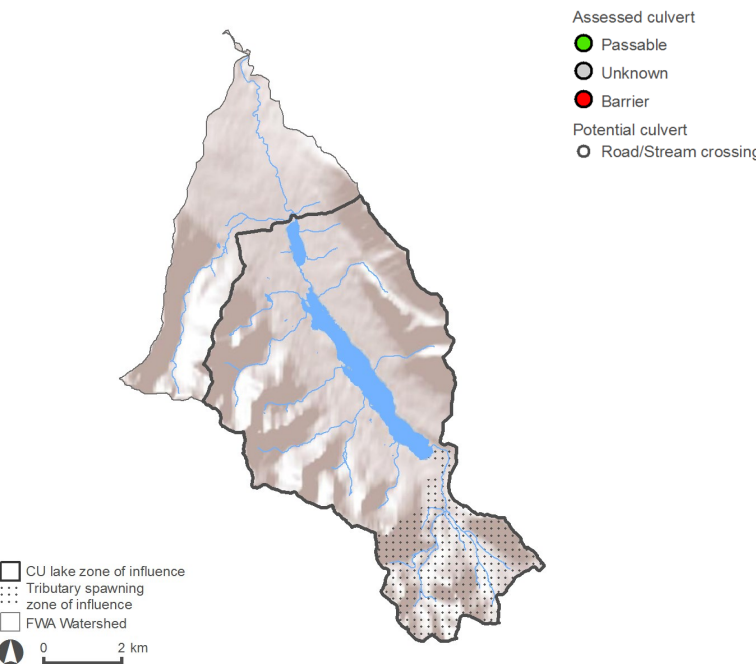 Assessed culvert
Passable
Unknown
Barrier
Potential culvert
Road/Stream crossing
CU lake zone of influence
Tributary spawning
zone of influence
FWA Watershed
0 2 km